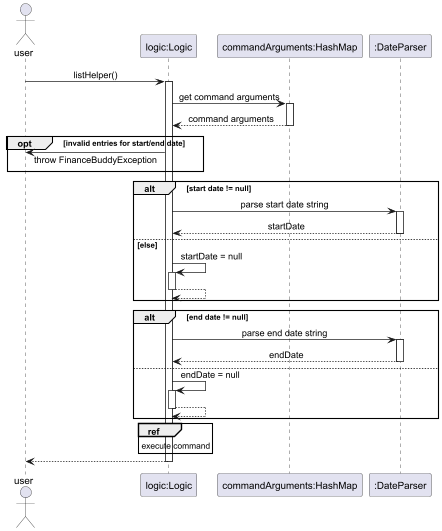 user
logic:Logic
commandArguments:HashMap
:DateParser
listHelper()
get command arguments
command arguments
opt
[invalid entries for start/end date]
throw FinanceBuddyException
alt
[start date != null]
parse start date string
startDate
[else]
startDate = null
alt
[end date != null]
parse end date string
endDate
endDate = null
ref
execute command
user
logic:Logic
commandArguments:HashMap
:DateParser